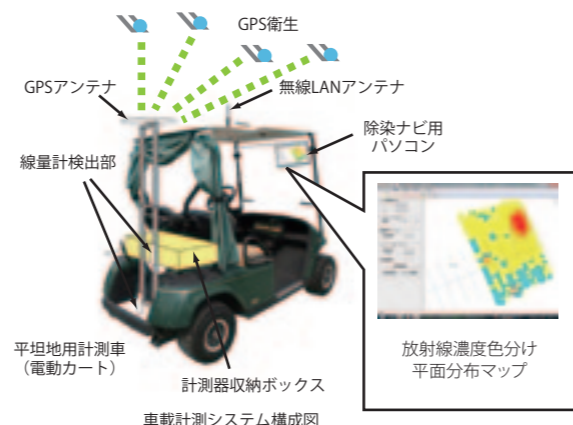 GPS衛生
GPSアンテナ
無線LANアンテナ
除染ナビ用
パソコン
線量計検出部
平坦地用計測車
（電動カート）
計測器収納ボックス
放射線濃度色分け
平面分布マップ
車載計測システム構成図